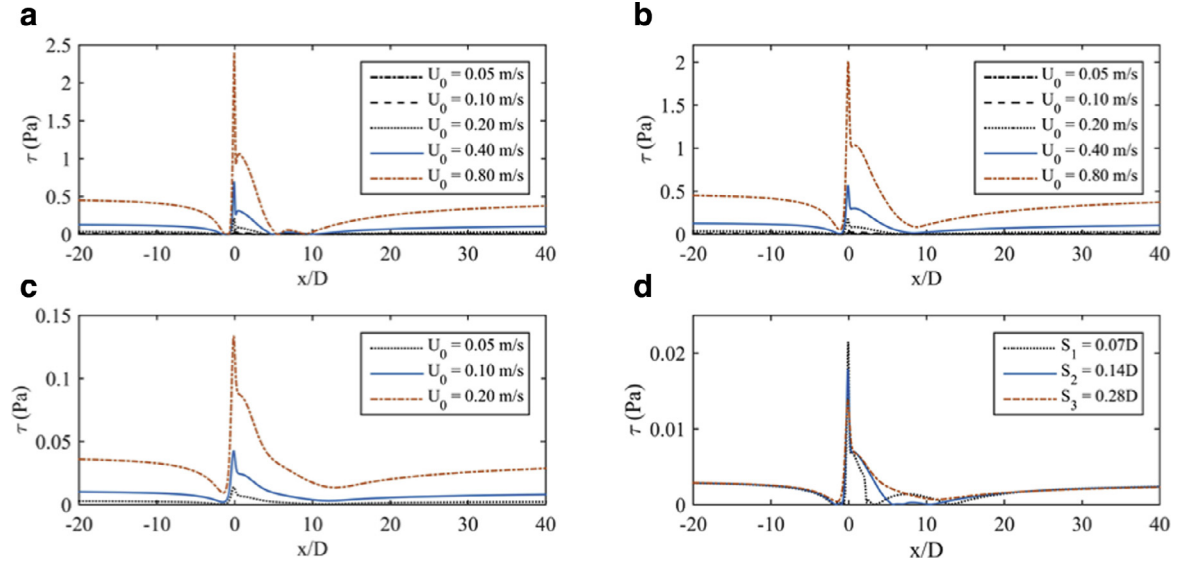 a
2.5
2
1.5
1
0.5
0
τ (Pa)
-20 -10 0 10 20 30 40
x/D
U0 = 0.05 m/s
U0 = 0.10 m/s
U0 = 0.20 m/s
U0 = 0.40 m/s
U0 = 0.80 m/s
b
2
1.5
1
0.5
0
τ (Pa)
-20 -10 0 10 20 30 40
x/D
U0 = 0.05 m/s
U0 = 0.10 m/s
U0 = 0.20 m/s
U0 = 0.40 m/s
U0 = 0.80 m/s
c
0.15
0.1
0.05
0
τ (Pa)
-20 -10 0 10 20 30 40
x/D
U0 = 0.05 m/s
U0 = 0.10 m/s
U0 = 0.20 m/s
d
0.02
0.01
0
τ (Pa)
-20 -10 0 10 20 30 40
x/D
S1 = 0.07D
S2 = 0.14D
S3 = 0.28D